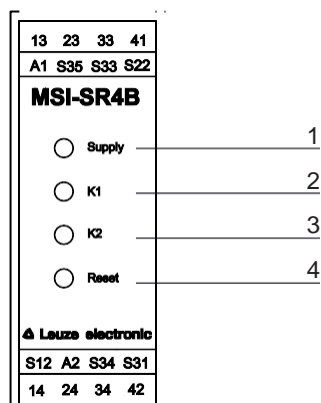 13 23 33 41
A1 S35 S33 S22
MSI-SR4B
Supply 1
K1 2
K2 3
Reset 4
Leuze electronic
S12 A2 S34 S31
14 24 34 42